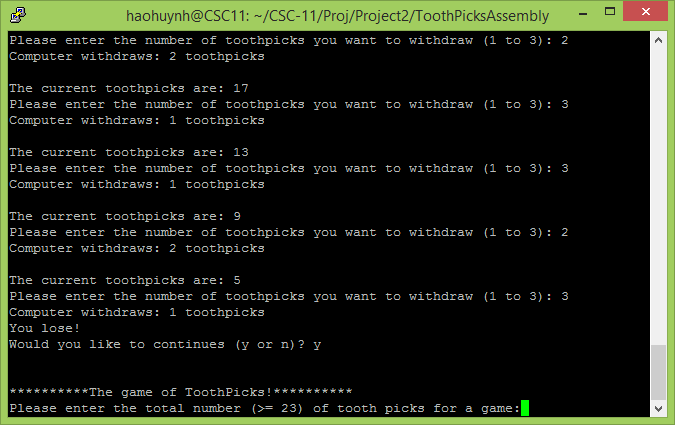 haohuynh@CSC11: ~/CSC-11/Proj/Project2/ToothPicksAssembly
Please enter the number of toothpicks you want to withdraw (1 to 3): 2
Computer withdraws: 2 toothpicks
The current toothpicks are: 17
Please enter the number of toothpicks you want to withdraw (1 to 3): 3
Computer withdraws: 1 toothpicks
The current toothpicks are: 13
Please enter the number of toothpicks you want to withdraw (1 to 3): 3
Computer withdraws: 1 toothpicks
The current toothpicks are: 9
Please enter the number of toothpicks you want to withdraw (1 to 3): 2
Computer withdraws: 2 toothpicks
The current toothpicks are: 5
Please enter the number of toothpicks you want to withdraw (1 to 3): 3
Computer withdraws: 1 toothpicks
You lose!
Would you like to continues (y or n)? y
**********The game of ToothPicks!**********
Please enter the total number (>= 23) of tooth picks for a game: